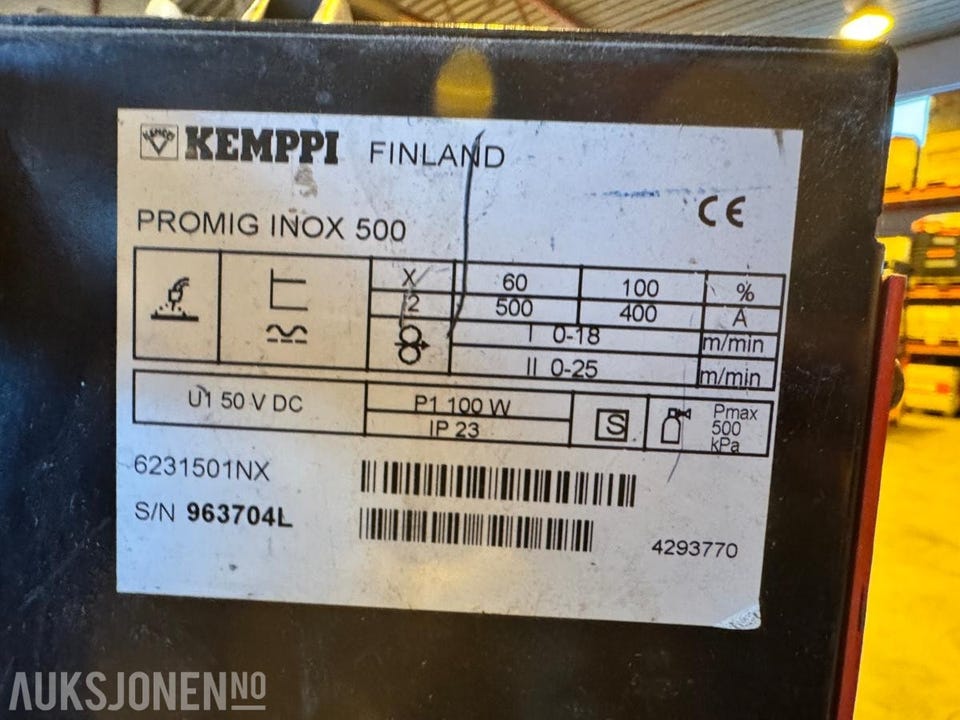 KEMPPI KEMPPI FINLAND
PROMIG INOX 500
CE
X 60 100 %
I2 500 400 A
I 0-18 m/min
II 0-25 m/min
U1 50 V DC P1 100 W
IP 23
S
Pmax
500
kPa
6231501NX
S/N 963704L
4293770
AUKSJONEN.NO